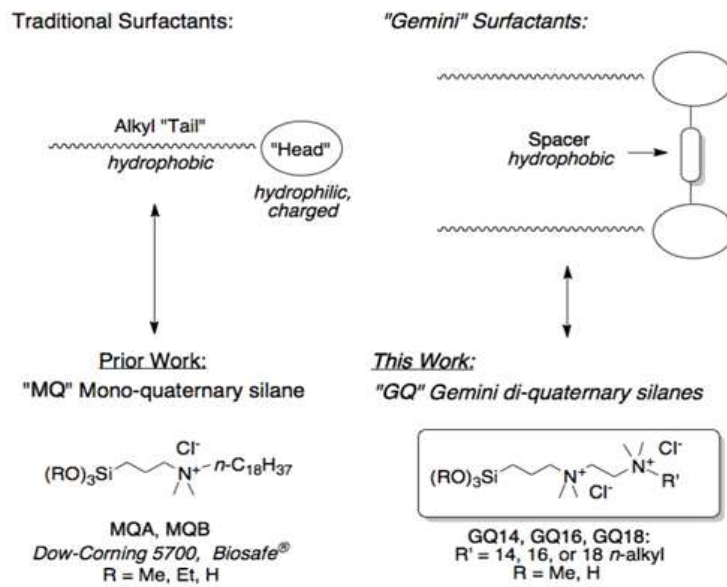 Traditional Surfactants:
Alkyl "Tail"
hydrophobic
"Head"
hydrophilic,
charged
Prior Work:
"MQ" Mono-quaternary silane
Cl-
(RO)3Si
N+
n-C18H37
MQA, MQB
Dow-Corning 5700, Biosafe®
R = Me, Et, H
"Gemini" Surfactants:
Spacer
hydrophobic
This Work:
"GQ" Gemini di-quaternary silanes
Cl-
N+
(RO)3Si
N+
R'
Cl-
GQ14, GQ16, GQ18:
R' = 14, 16, or 18 n-alkyl
R = Me, H